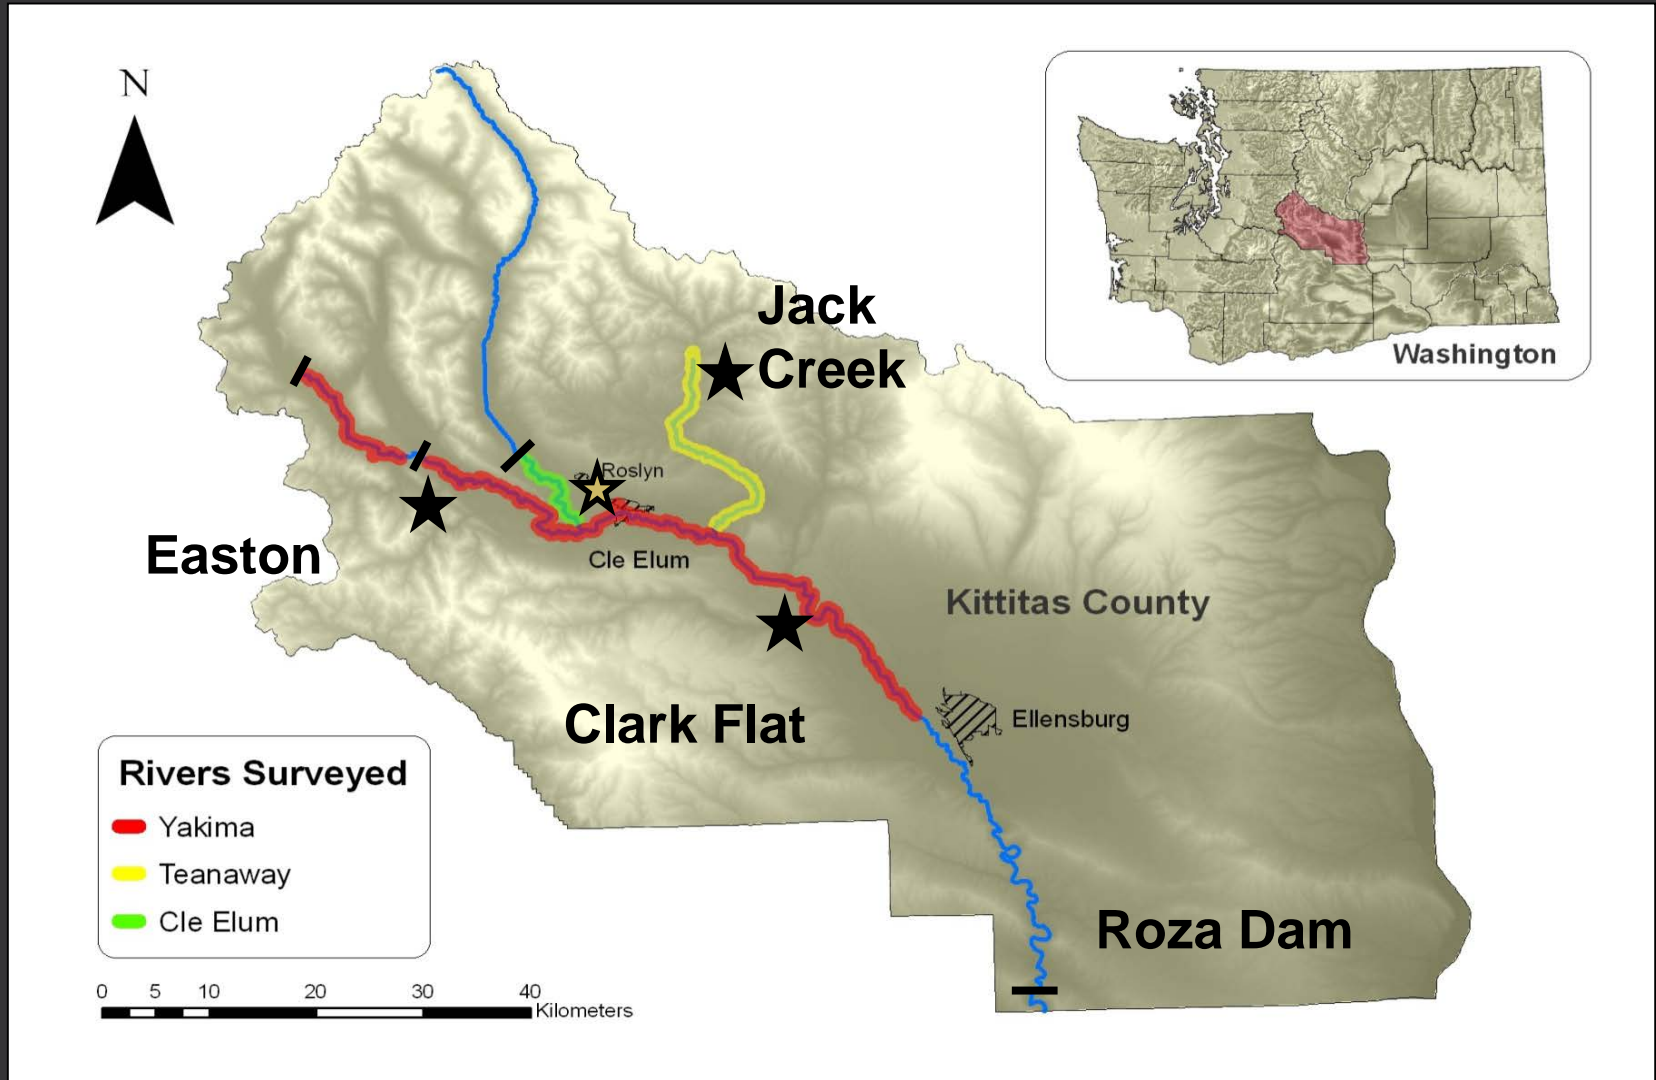 N
Jack
Creek
Washington
Roslyn
Easton
Cle Elum
Kittitas County
Clark Flat
Ellensburg
Rivers Surveyed
Yakima
Teanaway
Cle Elum
Roza Dam
0 5 10 20 30 40
Kilometers